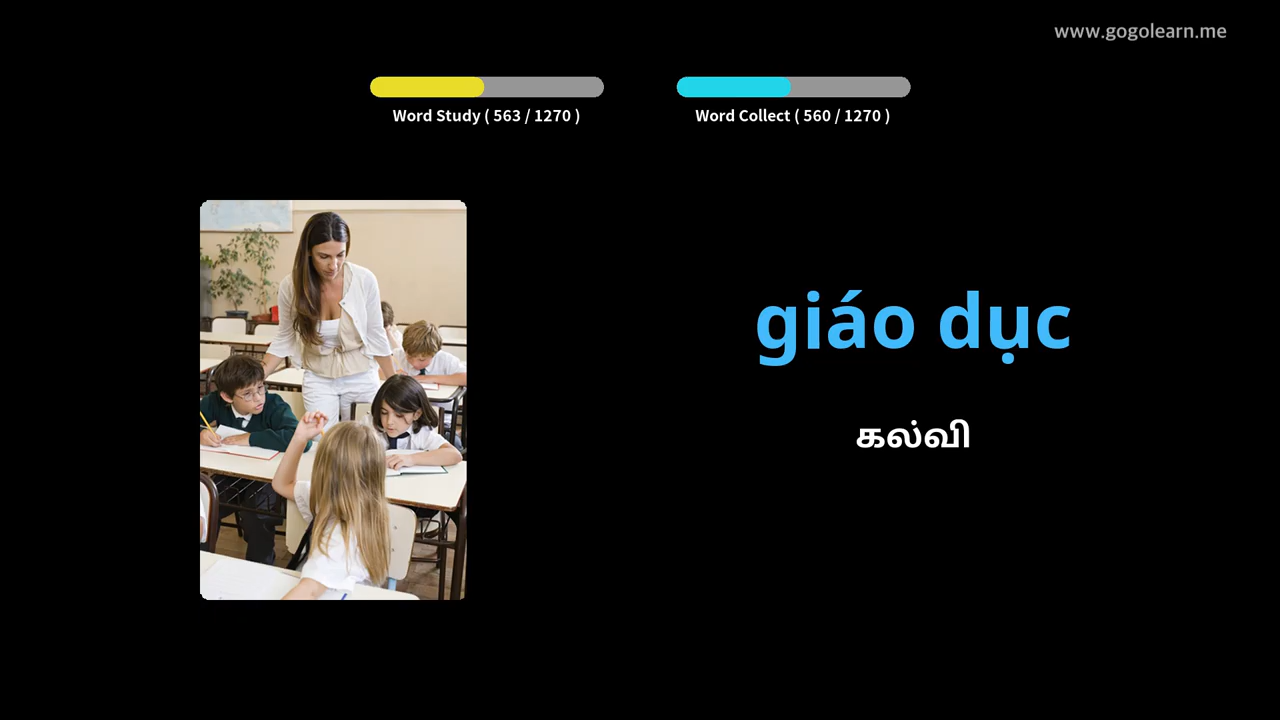 www.gogolearn.me
Word Study ( 563 / 1270 )
Word Collect ( 560 / 1270 )
giáo dục
கல்வி